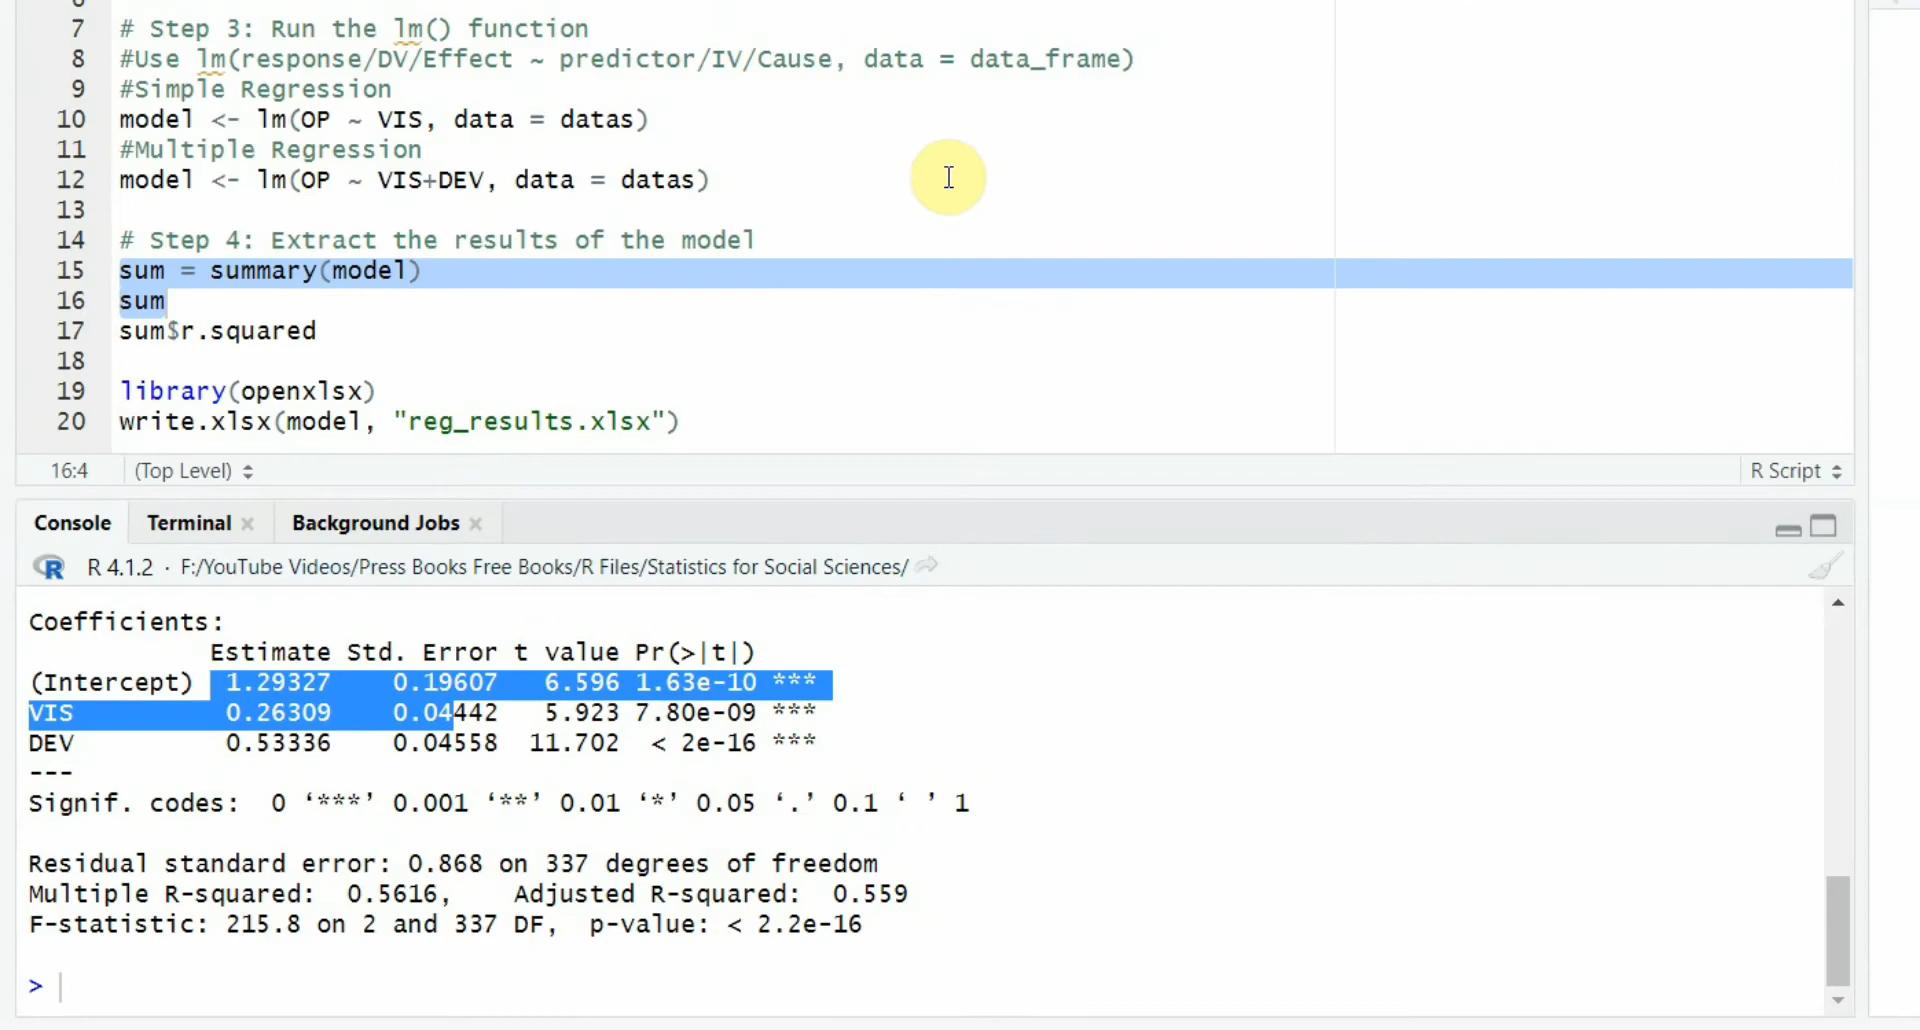 7 # Step 3: Run the lm() function
8 #Use lm(response/DV/Effect ~ predictor/IV/Cause, data = data_frame)
9 #Simple Regression
10 model <- lm(OP ~ VIS, data = datas)
11 #Multiple Regression
12 model <- lm(OP ~ VIS+DEV, data = datas)
13
14 # Step 4: Extract the results of the model
15 sum = summary(model)
16 sum
17 sum$r.squared
18
19 library(openxlsx)
20 write.xlsx(model, "reg_results.xlsx")
16:4 (Top Level) R Script
Console Terminal Background Jobs
R R 4.1.2 · F:/YouTube Videos/Press Books Free Books/R Files/Statistics for Social Sciences/
Coefficients:
Estimate Std. Error t value Pr(>|t|)
(Intercept) 1.29327 0.19607 6.596 1.63e-10 ***
VIS 0.26309 0.04442 5.923 7.80e-09 ***
DEV 0.53336 0.04558 11.702 < 2e-16 ***
---
Signif. codes: 0 ‘***’ 0.001 ‘**’ 0.01 ‘*’ 0.05 ‘.’ 0.1 ‘ ’ 1
Residual standard error: 0.868 on 337 degrees of freedom
Multiple R-squared: 0.5616, Adjusted R-squared: 0.559
F-statistic: 215.8 on 2 and 337 DF, p-value: < 2.2e-16
>